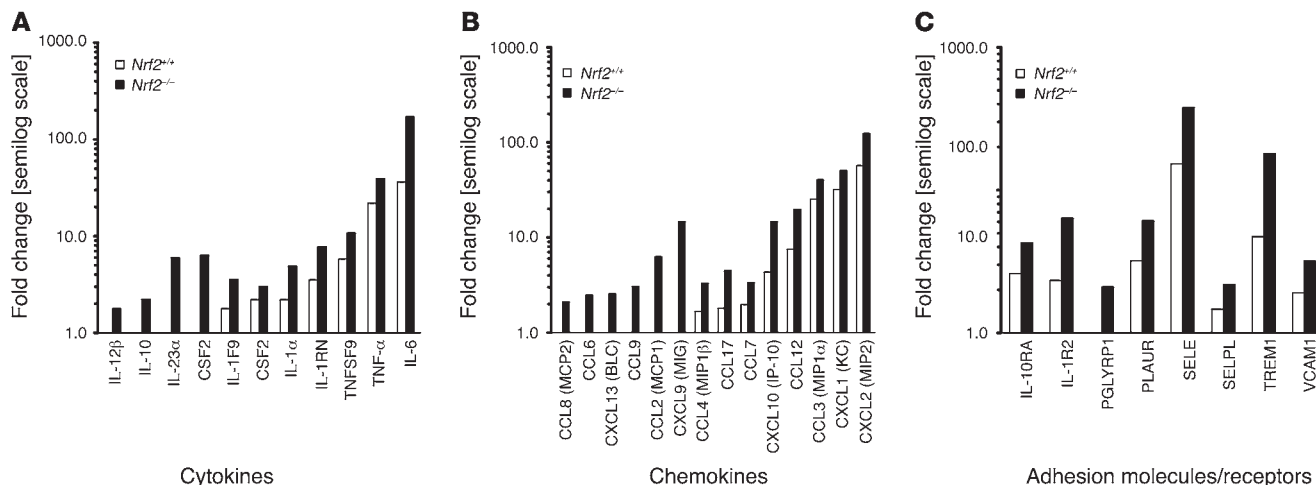 A
Fold change [semilog scale]
1000.0
100.0
10.0
1.0
Nrf2+/+
Nrf2–/–
IL-12β
IL-10
IL-23α
CSF2
IL-1F9
CSF2
IL-1α
IL-1RN
TNFSF9
TNF-α
IL-6
Cytokines
B
Fold change [semilog scale]
1000.0
100.0
10.0
1.0
Nrf2+/+
Nrf2–/–
CCL8 (MCP2)
CCL6
CXCL13 (BLC)
CCL9
CCL2 (MCP1)
CXCL9 (MIG)
CCL4 (MIP1β)
CCL17
CCL7
CXCL10 (IP-10)
CCL12
CCL3 (MIP1α)
CXCL1 (KC)
CXCL2 (MIP2)
Chemokines
C
Fold change [semilog scale]
1000.0
100.0
10.0
1.0
Nrf2+/+
Nrf2–/–
IL-10RA
IL-1R2
PGLYRP1
PLAUR
SELE
SELPL
TREM1
VCAM1
Adhesion molecules/receptors